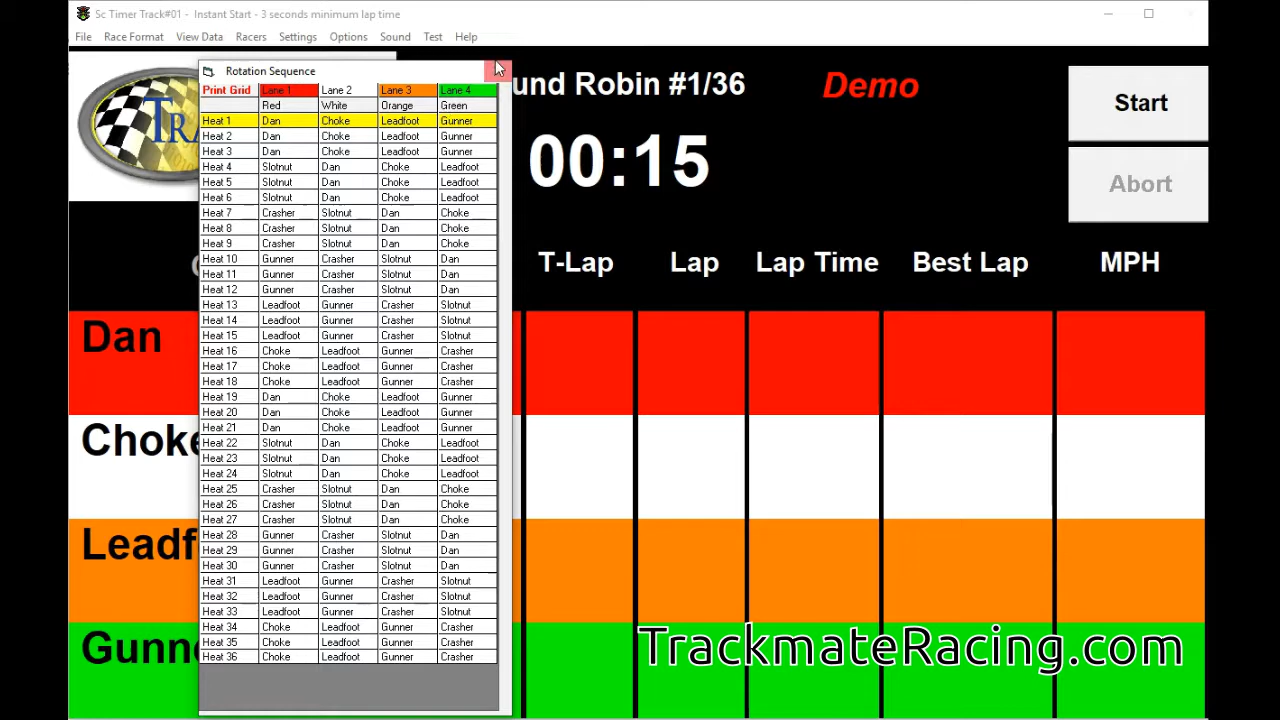 Sc Timer Track#01 - Instant Start - 3 seconds minimum lap time
File Race Format View Data Racers Settings Options Sound Test Help
Rotation Sequence
Print Grid Lane 1 Lane 2 Lane 3 Lane 4
Red White Orange Green
Heat 1 Dan Choke Leadfoot Gunner
Heat 2 Dan Choke Leadfoot Gunner
Heat 3 Dan Choke Leadfoot Gunner
Heat 4 Slotnut Dan Choke Leadfoot
Heat 5 Slotnut Dan Choke Leadfoot
Heat 6 Slotnut Dan Choke Leadfoot
Heat 7 Crasher Slotnut Dan Choke
Heat 8 Crasher Slotnut Dan Choke
Heat 9 Crasher Slotnut Dan Choke
Heat 10 Gunner Crasher Slotnut Dan
Heat 11 Gunner Crasher Slotnut Dan
Heat 12 Gunner Crasher Slotnut Dan
Heat 13 Leadfoot Gunner Crasher Slotnut
Heat 14 Leadfoot Gunner Crasher Slotnut
Heat 15 Leadfoot Gunner Crasher Slotnut
Heat 16 Choke Leadfoot Gunner Crasher
Heat 17 Choke Leadfoot Gunner Crasher
Heat 18 Choke Leadfoot Gunner Crasher
Heat 19 Dan Choke Leadfoot Gunner
Heat 20 Dan Choke Leadfoot Gunner
Heat 21 Dan Choke Leadfoot Gunner
Heat 22 Slotnut Dan Choke Leadfoot
Heat 23 Slotnut Dan Choke Leadfoot
Heat 24 Slotnut Dan Choke Leadfoot
Heat 25 Crasher Slotnut Dan Choke
Heat 26 Crasher Slotnut Dan Choke
Heat 27 Crasher Slotnut Dan Choke
Heat 28 Gunner Crasher Slotnut Dan
Heat 29 Gunner Crasher Slotnut Dan
Heat 30 Gunner Crasher Slotnut Dan
Heat 31 Leadfoot Gunner Crasher Slotnut
Heat 32 Leadfoot Gunner Crasher Slotnut
Heat 33 Leadfoot Gunner Crasher Slotnut
Heat 34 Choke Leadfoot Gunner Crasher
Heat 35 Choke Leadfoot Gunner Crasher
Heat 36 Choke Leadfoot Gunner Crasher
TRA
und Robin #1/36 Demo
00:15
Start
Abort
T-Lap Lap Lap Time Best Lap MPH
Dan
Choke
Leadf
Gunne
TrackmateRacing.com